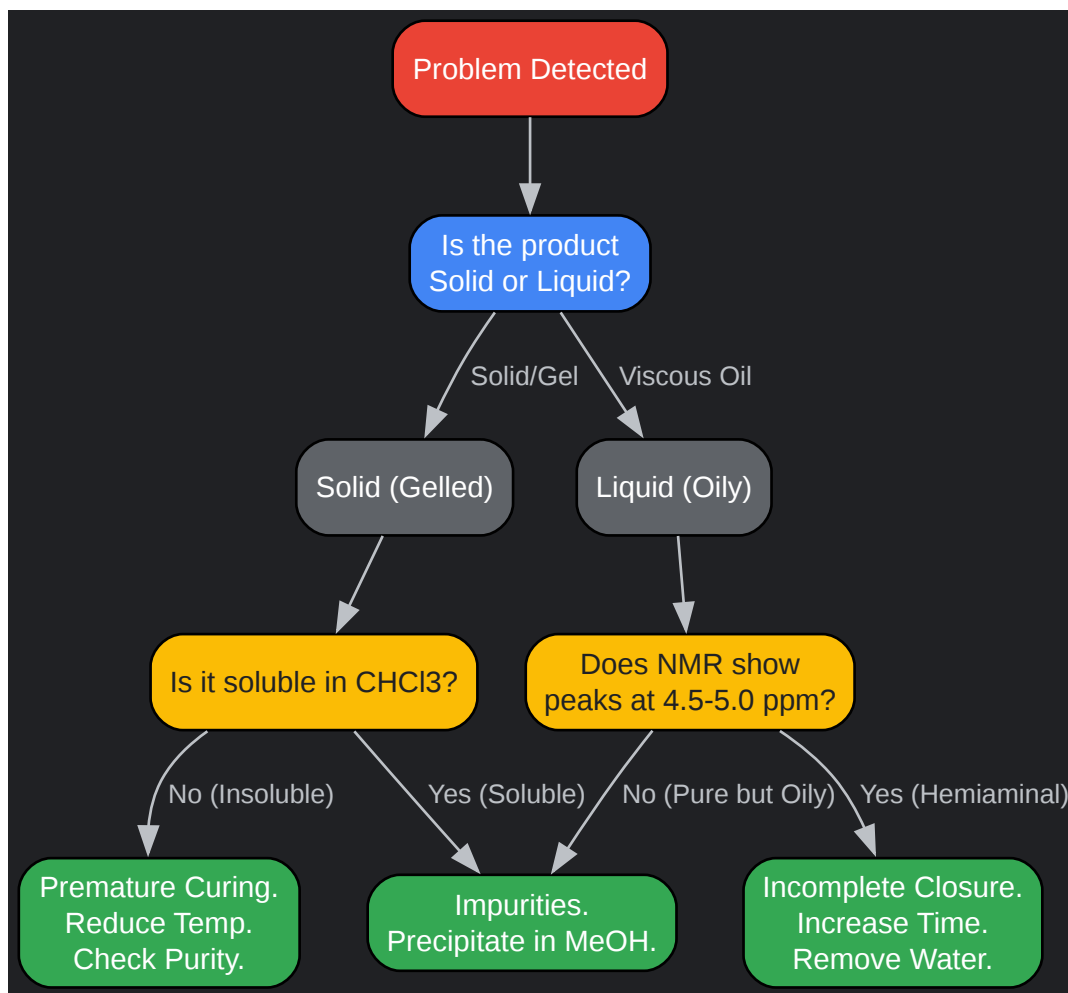 Problem Detected
Is the product
Solid or Liquid?
Solid/Gel
Viscous Oil
Solid (Gelled)
Liquid (Oily)
Is it soluble in CHCl3?
Does NMR show
peaks at 4.5-5.0 ppm?
No (Insoluble)
Yes (Soluble)
No (Pure but Oily)
Yes (Hemiaminal)
Premature Curing.
Reduce Temp.
Check Purity.
Impurities.
Precipitate in MeOH.
Incomplete Closure.
Increase Time.
Remove Water.